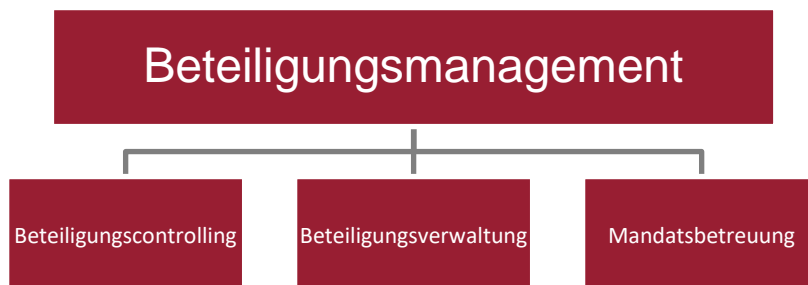 Beteiligungsmanagement
Beteiligungscontrolling
Beteiligungsverwaltung
Mandatsbetreuung